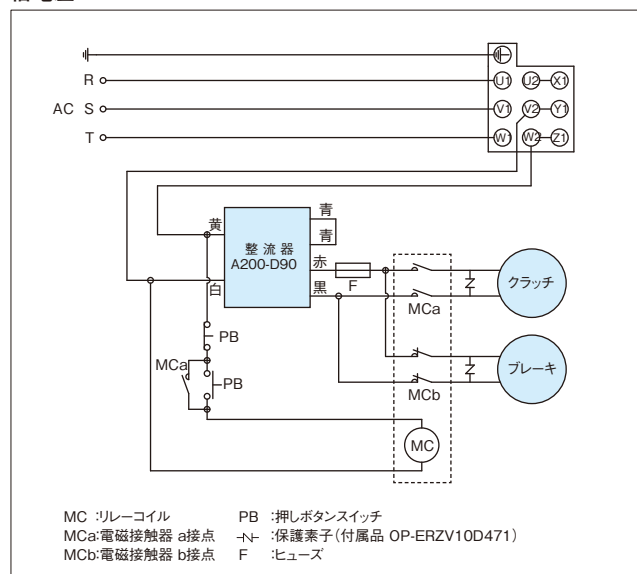 R
U1 U2 X1
AC S
V1 V2 Y1
T
W1 W2 Z1
黄
整流器
A200-D90
青
青
赤
白
黒
F
MCa
クラッチ
PB
MCa
PB
MCb
ブレーキ
MC
MC :リレーコイル PB :押しボタンスイッチ
MCa:電磁接触器 a接点 :保護素子(付属品 OP-ERZV10D471)
MCb:電磁接触器 b接点 F :ヒューズ